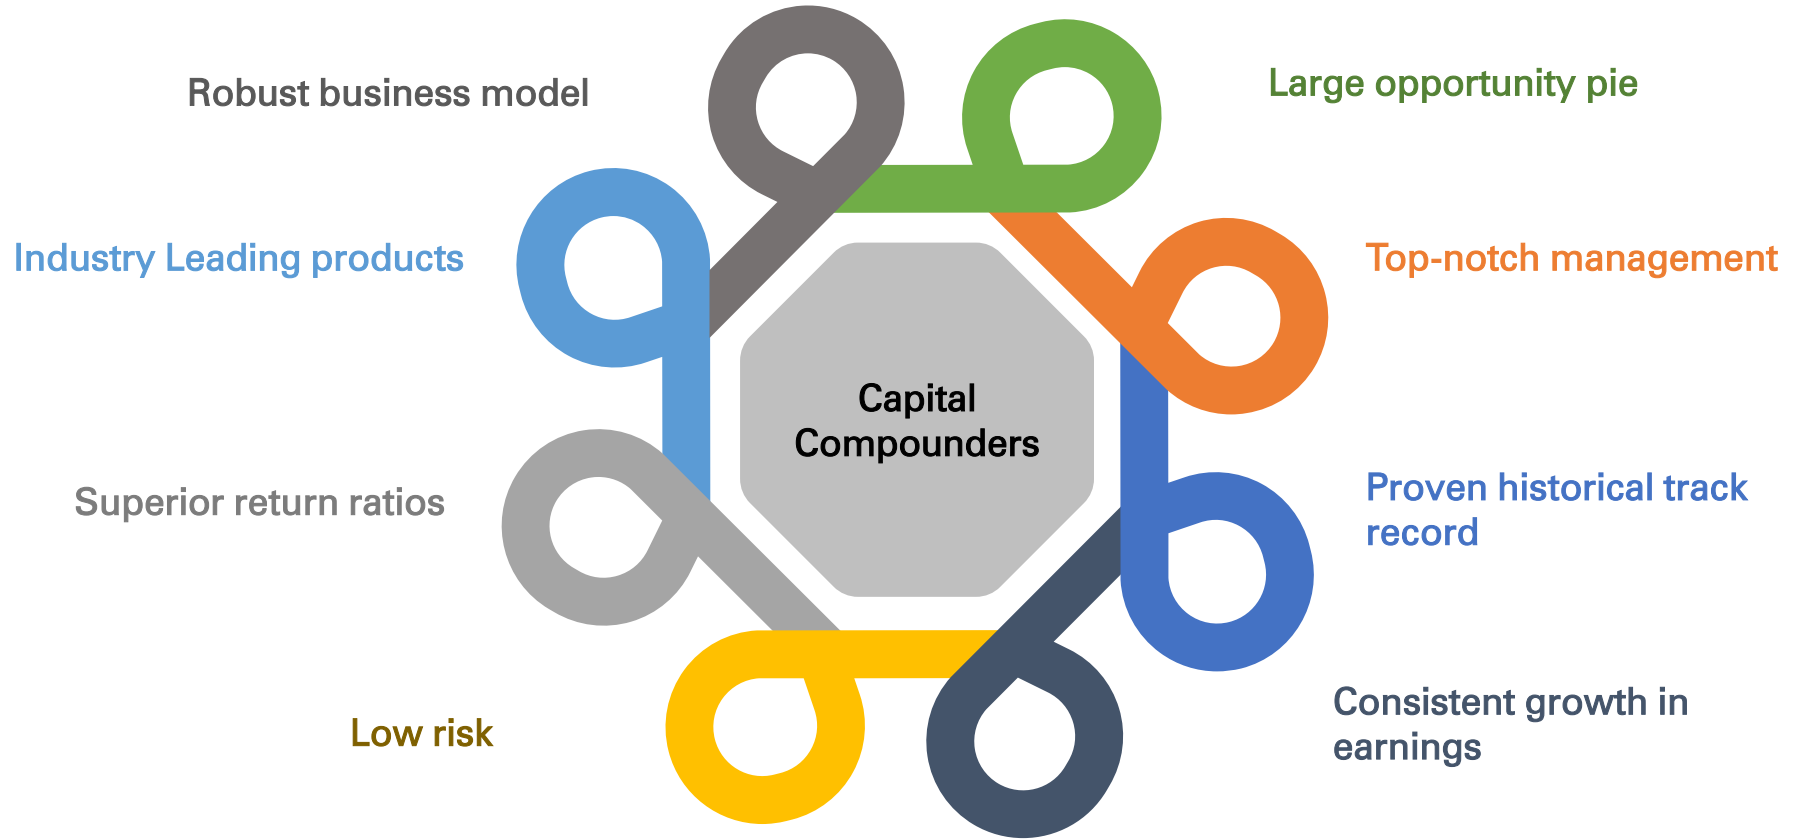 Robust business model
Large opportunity pie
Industry Leading products
Top-notch management
Capital
Compounders
Superior return ratios
Proven historical track
record
Low risk
Consistent growth in
earnings